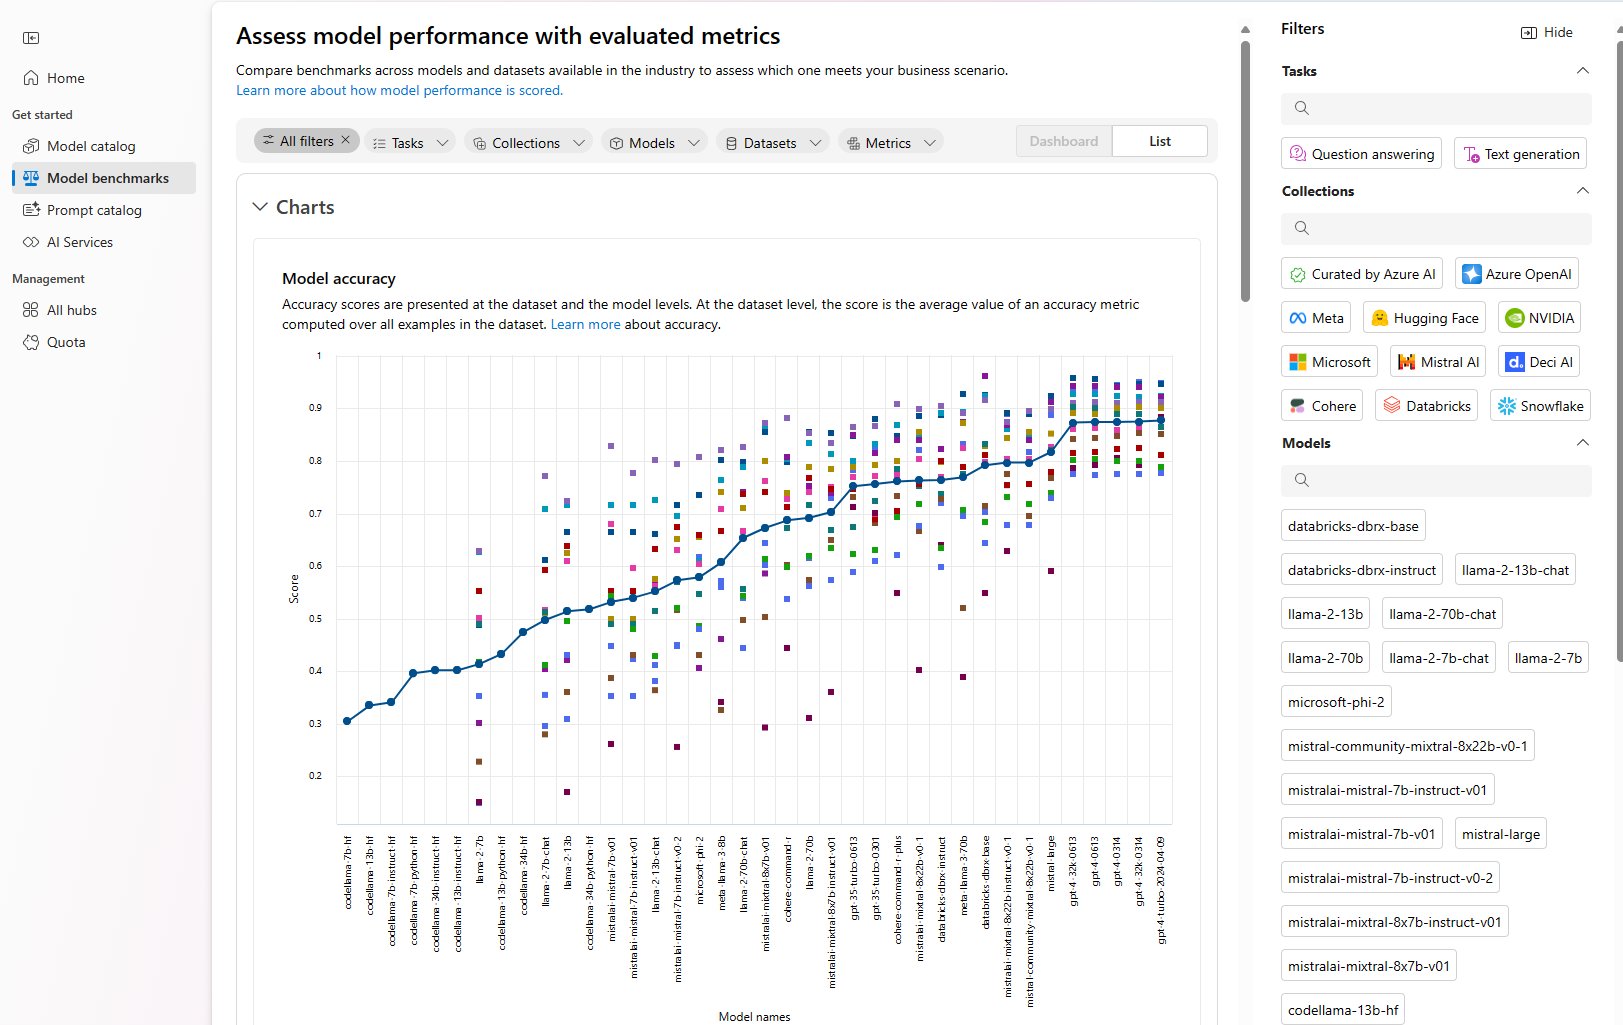 Home
Get started
Model catalog
Model benchmarks
Prompt catalog
AI Services
Management
All hubs
Quota
Assess model performance with evaluated metrics
Compare benchmarks across models and datasets available in the industry to assess which one meets your business scenario.
Learn more about how model performance is scored.
All filters
Tasks
Collections
Models
Datasets
Metrics
Dashboard
List
Charts
Model accuracy
Accuracy scores are presented at the dataset and the model levels. At the dataset level, the score is the average value of an accuracy metric
computed over all examples in the dataset. Learn more about accuracy.
1
0.9
0.8
0.7
0.6
0.5
0.4
0.3
0.2
Score
codellama-7b-hf
codellama-13b-hf
codellama-7b-instruct-hf
codellama-7b-python-hf
codellama-34b-instruct-hf
codellama-13b-instruct-hf
llama-2-7b
codellama-13b-python-hf
codellama-34b-hf
llama-2-7b-chat
llama-2-13b
codellama-34b-python-hf
mistralai-mistral-7b-v01
mistralai-mistral-7b-instruct-v01
llama-2-13b-chat
mistralai-mistral-7b-instruct-v0-2
microsoft-phi-2
meta-llama-3-8b
llama-2-70b-chat
mistralai-mixtral-8x7b-v01
cohere-command-r
llama-2-70b
mistralai-mixtral-8x7b-instruct-v01
gpt-35-turbo-0613
gpt-35-turbo-0301
cohere-command-r-plus
mistralai-mixtral-8x22b-v0-1
databricks-dbrx-instruct
meta-llama-3-70b
databricks-dbrx-base
mistralai-mixtral-8x22b-instruct-v0-1
mistral-community-mixtral-8x22b-v0-1
mistral-large
gpt-4-32k-0613
gpt-4-0613
gpt-4-0314
gpt-4-32k-0314
gpt-4-turbo-2024-04-09
Model names
Filters
Hide
Tasks
Question answering
Text generation
Collections
Curated by Azure AI
Azure OpenAI
Meta
Hugging Face
NVIDIA
Microsoft
Mistral AI
Deci AI
Cohere
Databricks
Snowflake
Models
databricks-dbrx-base
databricks-dbrx-instruct
llama-2-13b-chat
llama-2-13b
llama-2-70b-chat
llama-2-70b
llama-2-7b-chat
llama-2-7b
microsoft-phi-2
mistral-community-mixtral-8x22b-v0-1
mistralai-mistral-7b-instruct-v01
mistralai-mistral-7b-v01
mistral-large
mistralai-mistral-7b-instruct-v0-2
mistralai-mixtral-8x7b-instruct-v01
mistralai-mixtral-8x7b-v01
codellama-13b-hf